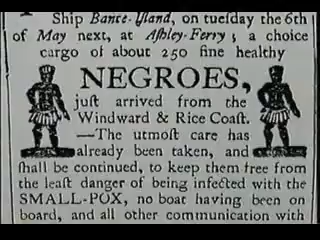 Ship Bance-Iſland, on tueſday the 6th
of May next, at Aſhley-Ferry; a choice
cargo of about 250 fine healthy
NEGROES,
juſt arrived from the
Windward & Rice Coaſt.
—The utmoſt care has
already been taken, and
ſhall be continued, to keep them free from
the leaſt danger of being infected with the
SMALL-POX, no boat having been on
board, and all other communication with